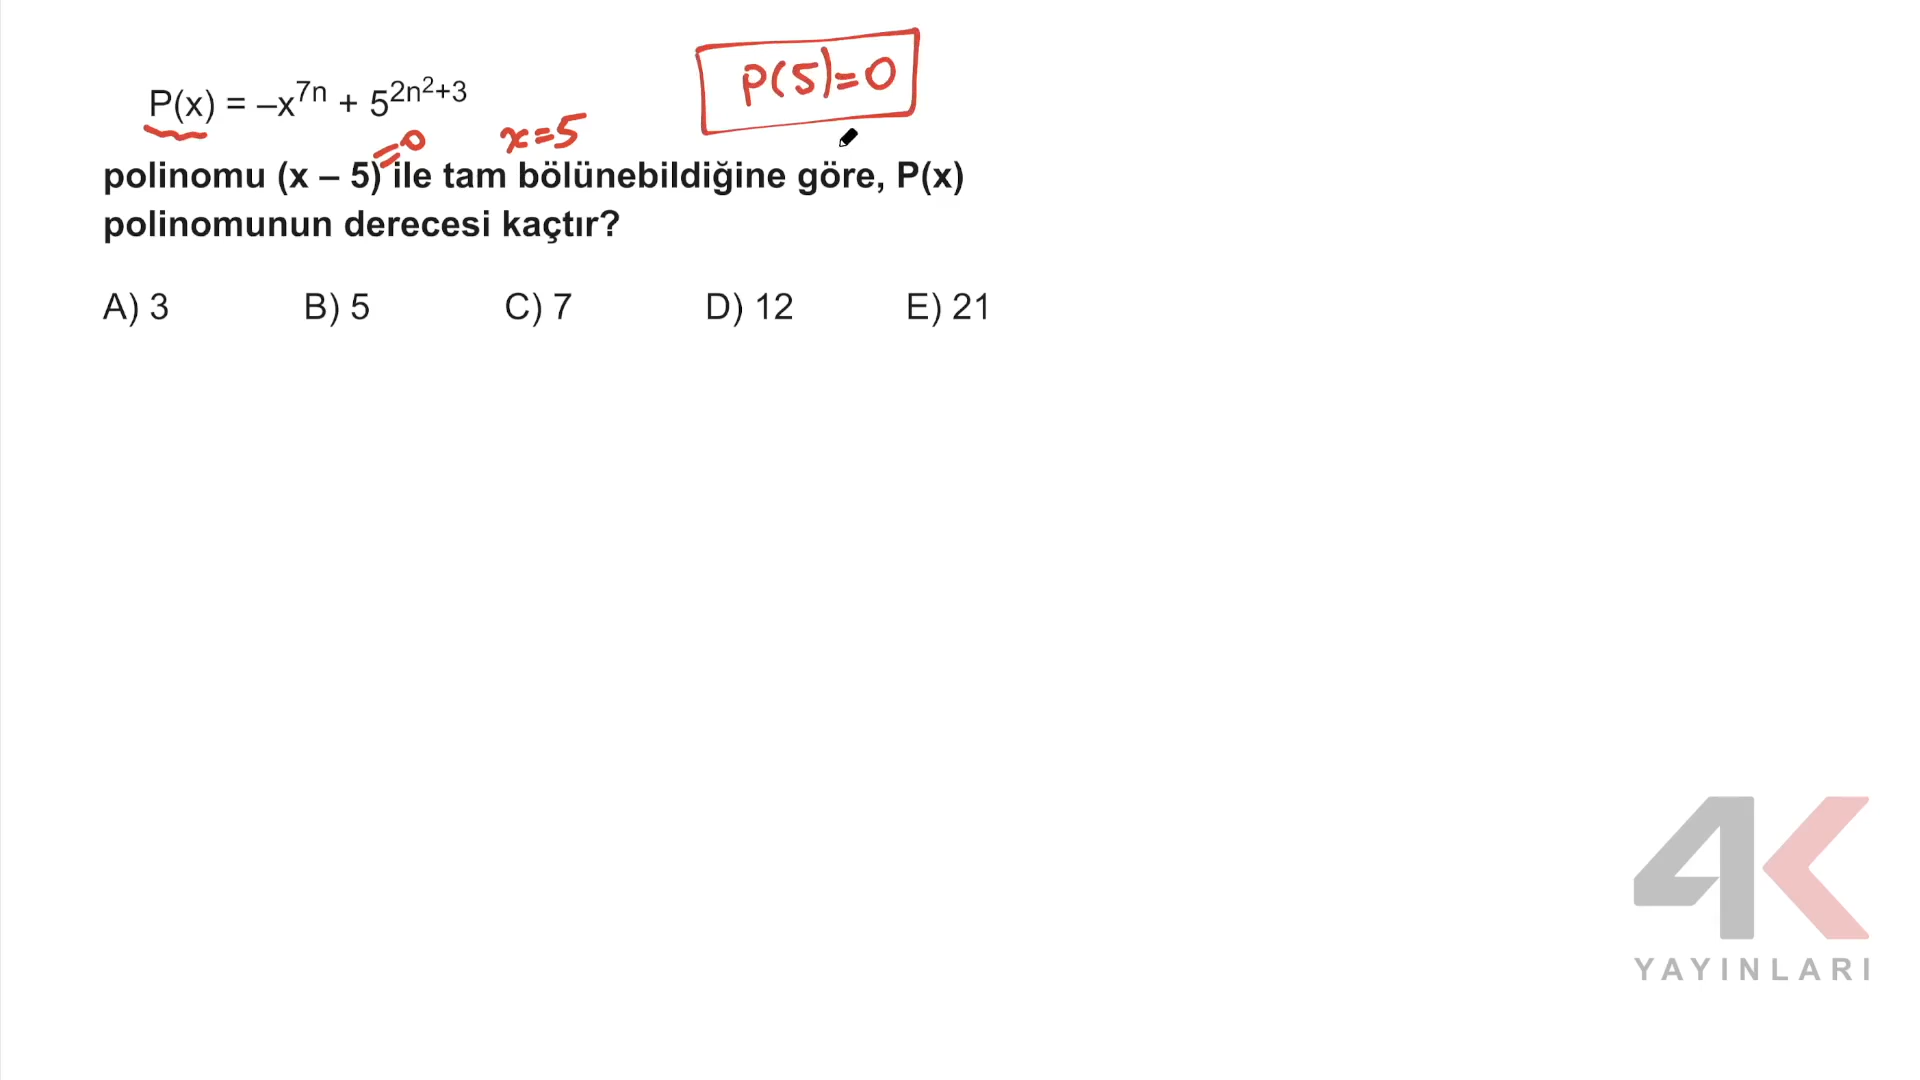 P(5)=0
P(x) = –x^7n + 5^2n²+3
=0 x=5
polinomu (x – 5) ile tam bölünebildiğine göre, P(x)
polinomunun derecesi kaçtır?
A) 3 B) 5 C) 7 D) 12 E) 21
4K
YAYINLARI